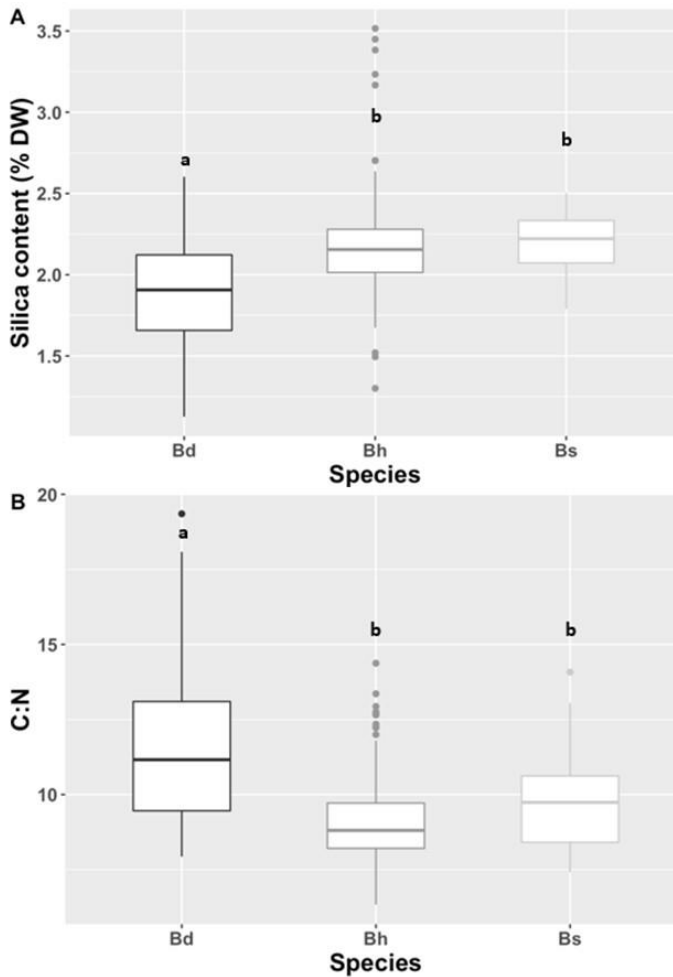 A
Silica content (% DW)
3.5
3.0
2.5
2.0
1.5
a
b
b
Bd
Bh
Bs
Species
B
C:N
20
15
10
a
b
b
Bd
Bh
Bs
Species